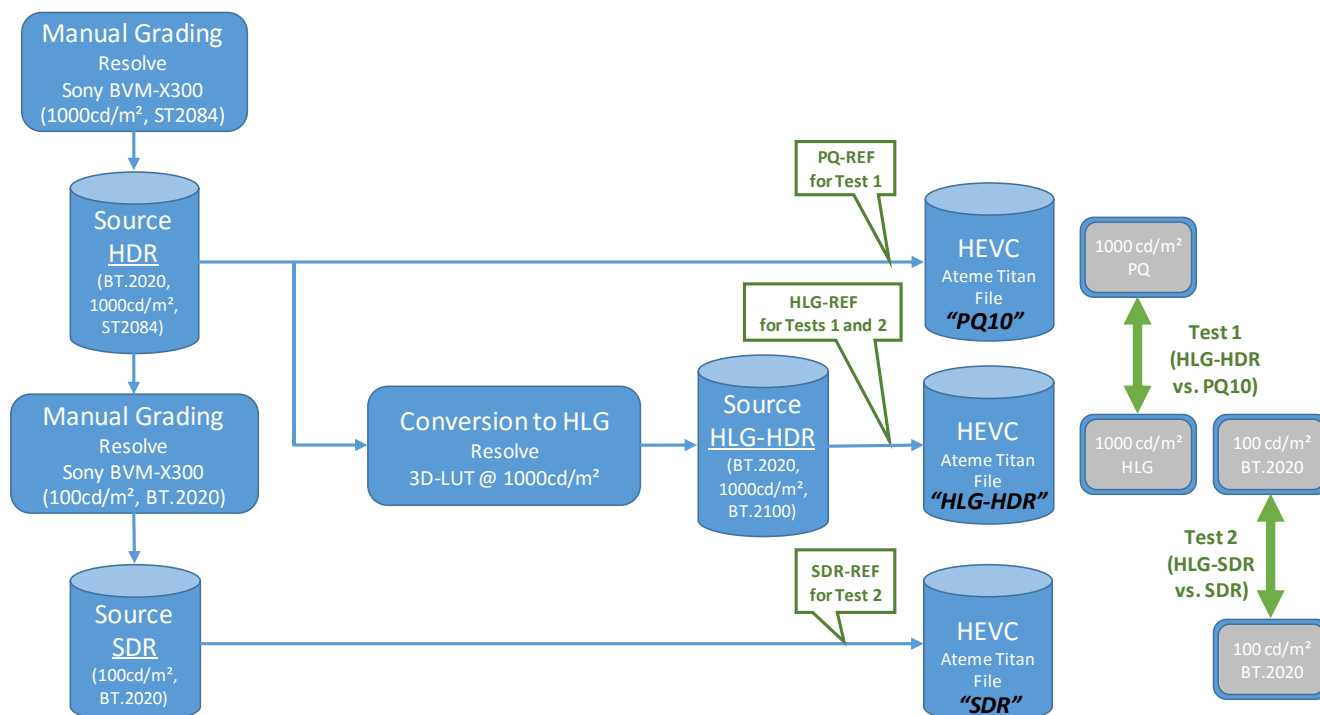 Manual Grading
Resolve
Sony BVM-X300
(1000cd/m², ST2084)
PQ-REF
for Test 1
Source
HDR
(BT.2020,
1000cd/m²,
ST2084)
HEVC
Ateme Titan
File
“PQ10”
1000 cd/m²
PQ
HLG-REF
for Tests 1 and 2
Test 1
(HLG-HDR
vs. PQ10)
Manual Grading
Resolve
Sony BVM-X300
(100cd/m², BT.2020)
Conversion to HLG
Resolve
3D-LUT @ 1000cd/m²
Source
HLG-HDR
(BT.2020,
1000cd/m²,
BT.2100)
HEVC
Ateme Titan
File
“HLG-HDR”
1000 cd/m²
HLG
100 cd/m²
BT.2020
Test 2
(HLG-SDR
vs. SDR)
SDR-REF
for Test 2
Source
SDR
(100cd/m²,
BT.2020)
HEVC
Ateme Titan
File
“SDR”
100 cd/m²
BT.2020